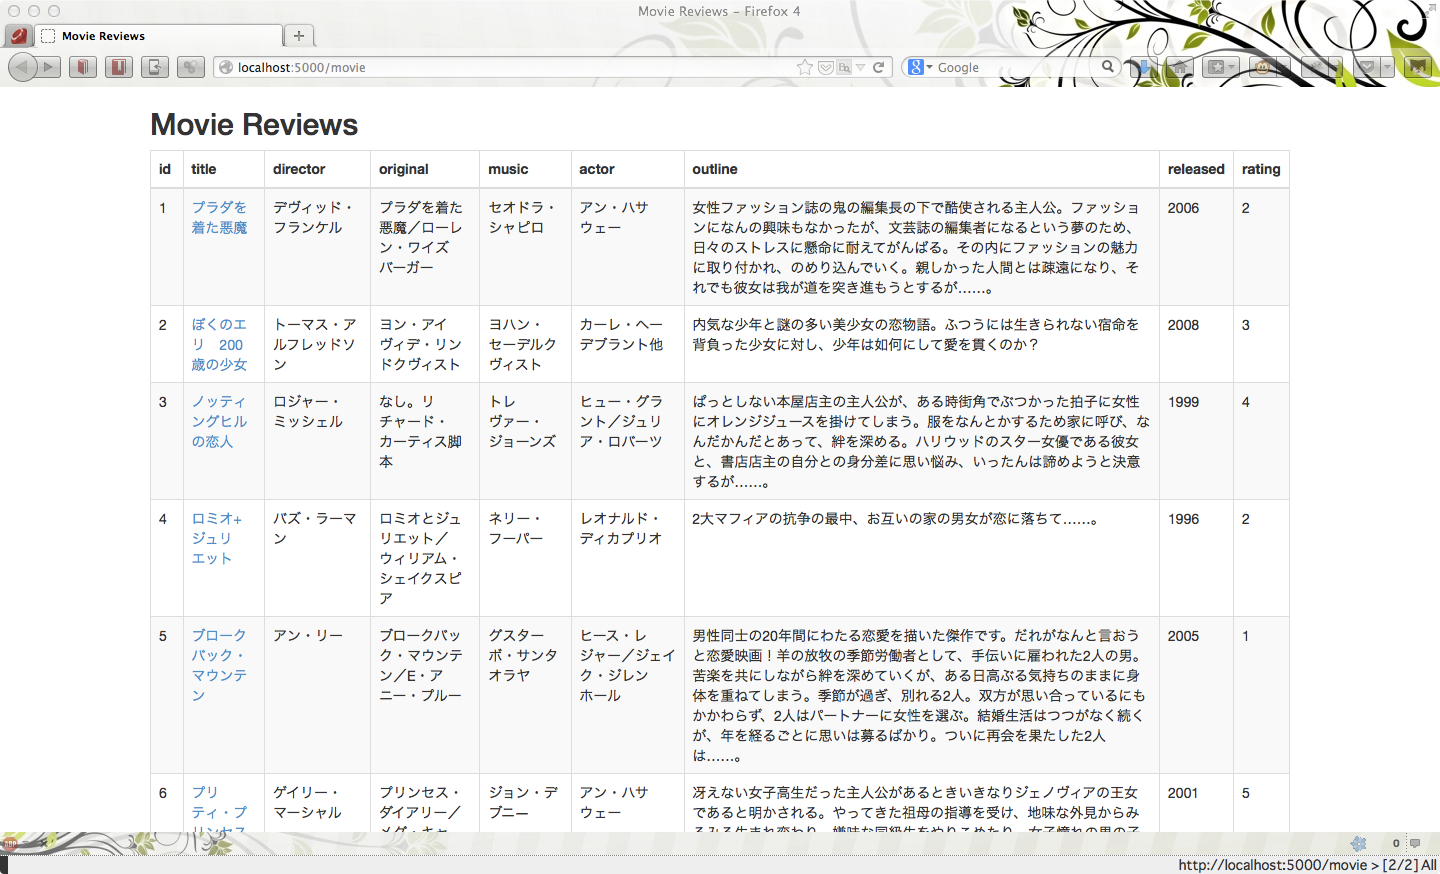 Movie Reviews – Firefox 4
Movie Reviews
localhost:5000/movie
Google
Movie Reviews
id title director original music actor outline released rating
1
プラダを
着た悪魔
デヴィッド・
フランケル
プラダを着た
悪魔／ローレ
ン・ワイズ
バーガー
セオドラ・
シャピロ
アン・ハサ
ウェー
女性ファッション誌の鬼の編集長の下で酷使される主人公。ファッショ
ンになんの興味もなかったが、文芸誌の編集者になるという夢のため、
日々のストレスに懸命に耐えてがんばる。その内にファッションの魅力
に取り付かれ、のめり込んでいく。親しかった人間とは疎遠になり、そ
れでも彼女は我が道を突き進もうとするが……。
2006
2
2
ぼくのエ
リ　200
歳の少女
トーマス・ア
ルフレッドソ
ン
ヨン・アイ
ヴィデ・リン
ドクヴィスト
ヨハン・
セーデルク
ヴィスト
カーレ・ヘー
デブラント他
内気な少年と謎の多い美少女の恋物語。ふつうには生きられない宿命を
背負った少女に対し、少年は如何にして愛を貫くのか？
2008
3
3
ノッティ
ングヒル
の恋人
ロジャー・
ミッシェル
なし。リ
チャード・
カーティス脚
本
トレ
ヴァー・
ジョーンズ
ヒュー・グラ
ント／ジュリ
ア・ロバーツ
ぱっとしない本屋店主の主人公が、ある時街角でぶつかった拍子に女性
にオレンジジュースを掛けてしまう。服をなんとかするため家に呼び、な
んだかんだとあって、絆を深める。ハリウッドのスター女優である彼女
と、書店店主の自分との身分差に思い悩み、いったんは諦めようと決意
するが……。
1999
4
4
ロミオ+
ジュリ
エット
バズ・ラーマ
ン
ロミオとジュ
リエット／
ウィリアム・
シェイクスピ
ア
ネリー・
フーパー
レオナルド・
ディカプリオ
2大マフィアの抗争の最中、お互いの家の男女が恋に落ちて……。
1996
2
5
ブローク
バック・
マウンテ
ン
アン・リー
ブロークバッ
ク・マウンテ
ン／E・ア
ニー・プルー
グスター
ボ・サンタ
オラヤ
ヒース・レ
ジャー／ジェイ
ク・ジレン
ホール
男性同士の20年間にわたる恋愛を描いた傑作です。だれがなんと言おう
と恋愛映画！羊の放牧の季節労働者として、手伝いに雇われた2人の男。
苦楽を共にしながら絆を深めていくが、ある日高ぶる気持ちのままに身
体を重ねてしまう。季節が過ぎ、別れる2人。双方が思い合っているにも
かかわらず、2人はパートナーに女性を選ぶ。結婚生活はつつがなく続く
が、年を経るごとに思いは募るばかり。ついに再会を果たした2人
は……。
2005
1
6
プリ
ティ・プ
リンセス
ゲイリー・
マーシャル
プリンセス・
ダイアリー／
メグ・キャ
ジョン・デ
ブニー
アン・ハサ
ウェー
冴えない女子高生だった主人公があるときいきなりジェノヴィアの王女
であると明かされる。やってきた祖母の指導を受け、地味な外見からみ
るみる生まれ変わり、嫌味な同級生をやりこめたり、女子憧れの男の子
2001
5
0
http://localhost:5000/movie > [2/2] All